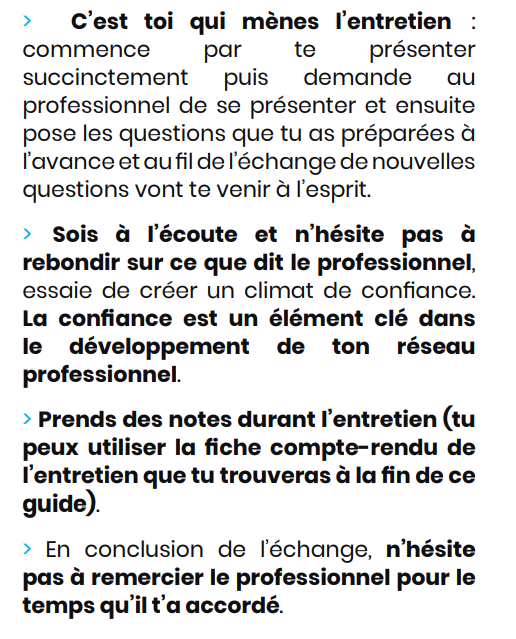 > C'est toi qui mènes l'entretien :
commence par te présenter
succinctement puis demande au
professionnel de se présenter et ensuite
pose les questions que tu as préparées à
l'avance et au fil de l'échange de nouvelles
questions vont te venir à l'esprit.
> Sois à l'écoute et n'hésite pas à
rebondir sur ce que dit le professionnel,
essaie de créer un climat de confiance.
La confiance est un élément clé dans
le développement de ton réseau
professionnel.
> Prends des notes durant l'entretien (tu
peux utiliser la fiche compte-rendu de
l'entretien que tu trouveras à la fin de ce
guide).
> En conclusion de l'échange, n'hésite
pas à remercier le professionnel pour le
temps qu'il t'a accordé.